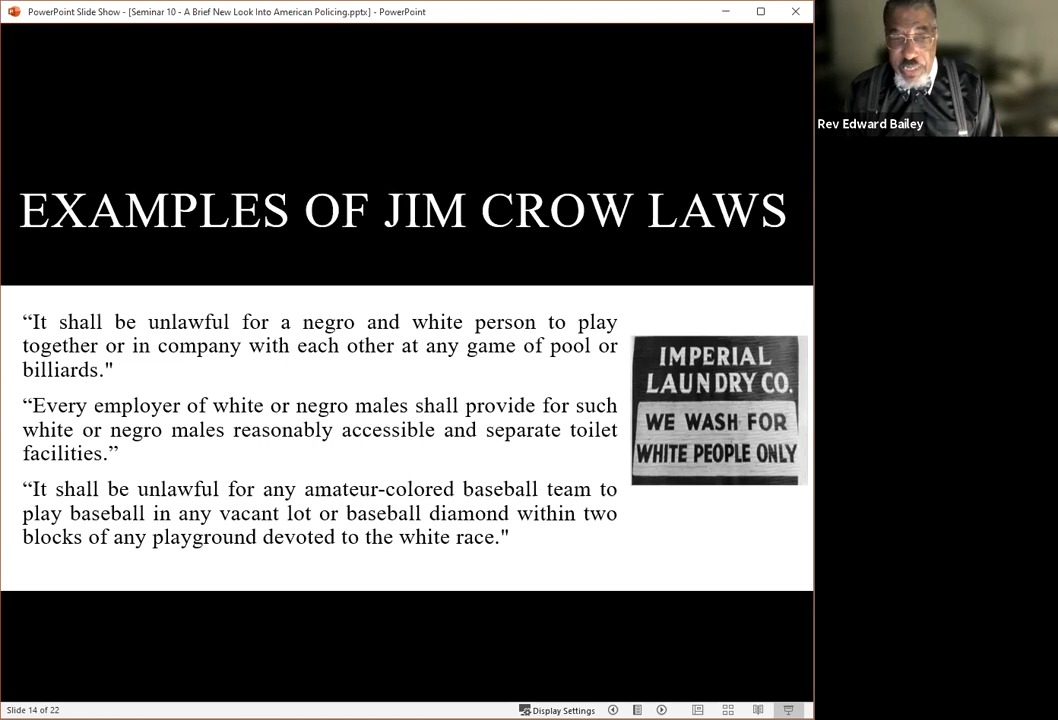 PowerPoint Slide Show - [Seminar 10 - A Brief New Look Into American Policing.pptx] - PowerPoint
Rev Edward Bailey
EXAMPLES OF JIM CROW LAWS
“It shall be unlawful for a negro and white person to play
together or in company with each other at any game of pool or
billiards."
“Every employer of white or negro males shall provide for such
white or negro males reasonably accessible and separate toilet
facilities.”
“It shall be unlawful for any amateur-colored baseball team to
play baseball in any vacant lot or baseball diamond within two
blocks of any playground devoted to the white race."
IMPERIAL
LAUNDRY CO.
WE WASH FOR
WHITE PEOPLE ONLY
Slide 14 of 22
Display Settings